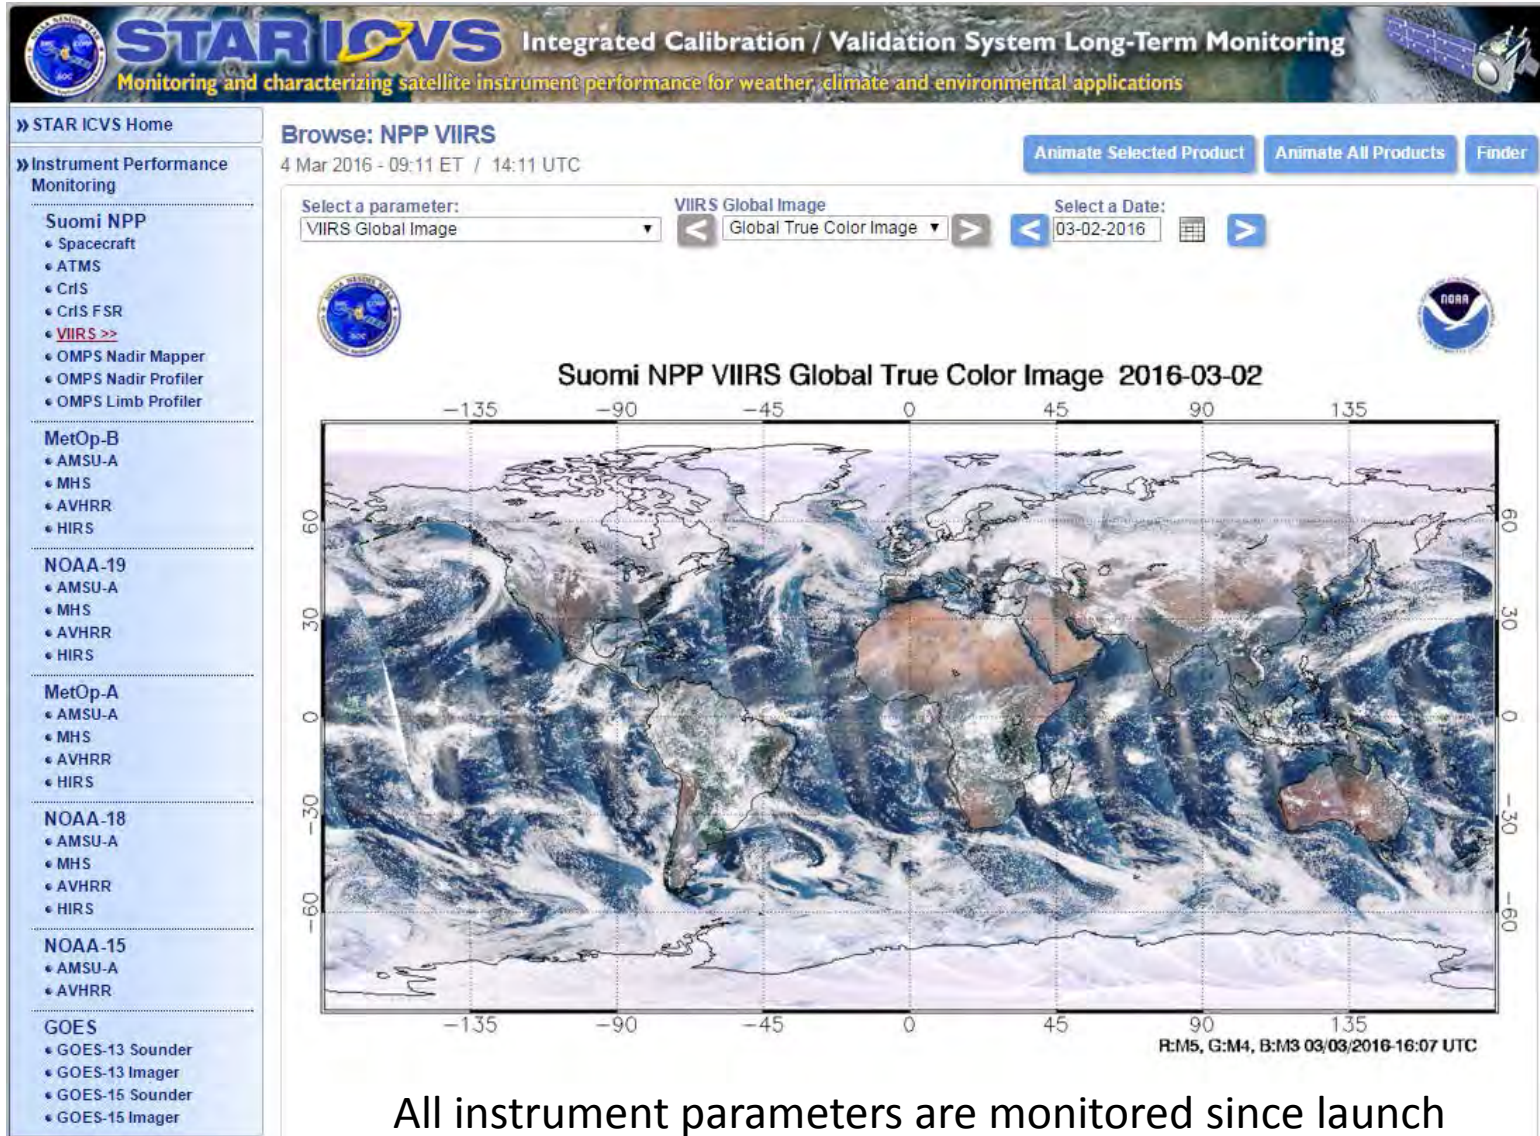 STAR ICVS Integrated Calibration / Validation System Long-Term Monitoring
Monitoring and characterizing satellite instrument performance for weather, climate and environmental applications
» STAR ICVS Home
» Instrument Performance
Monitoring
Suomi NPP
• Spacecraft
• ATMS
• CrIS
• CrIS FSR
• VIIRS >>
• OMPS Nadir Mapper
• OMPS Nadir Profiler
• OMPS Limb Profiler
MetOp-B
• AMSU-A
• MHS
• AVHRR
• HIRS
NOAA-19
• AMSU-A
• MHS
• AVHRR
• HIRS
MetOp-A
• AMSU-A
• MHS
• AVHRR
• HIRS
NOAA-18
• AMSU-A
• MHS
• AVHRR
• HIRS
NOAA-15
• AMSU-A
• AVHRR
GOES
• GOES-13 Sounder
• GOES-13 Imager
• GOES-15 Sounder
• GOES-15 Imager
Browse: NPP VIIRS
4 Mar 2016 - 09:11 ET / 14:11 UTC
Animate Selected Product Animate All Products Finder
Select a parameter: VIIRS Global Image Select a Date:
VIIRS Global Image ▼ < Global True Color Image ▼ > < 03-02-2016 >
NOAA
Suomi NPP VIIRS Global True Color Image 2016-03-02
−135 −90 −45 0 45 90 135
60 60
30 30
0 0
−30 −30
−60 −60
−135 −90 −45 0 45 90 135
R:M5, G:M4, B:M3 03/03/2016-16:07 UTC
All instrument parameters are monitored since launch